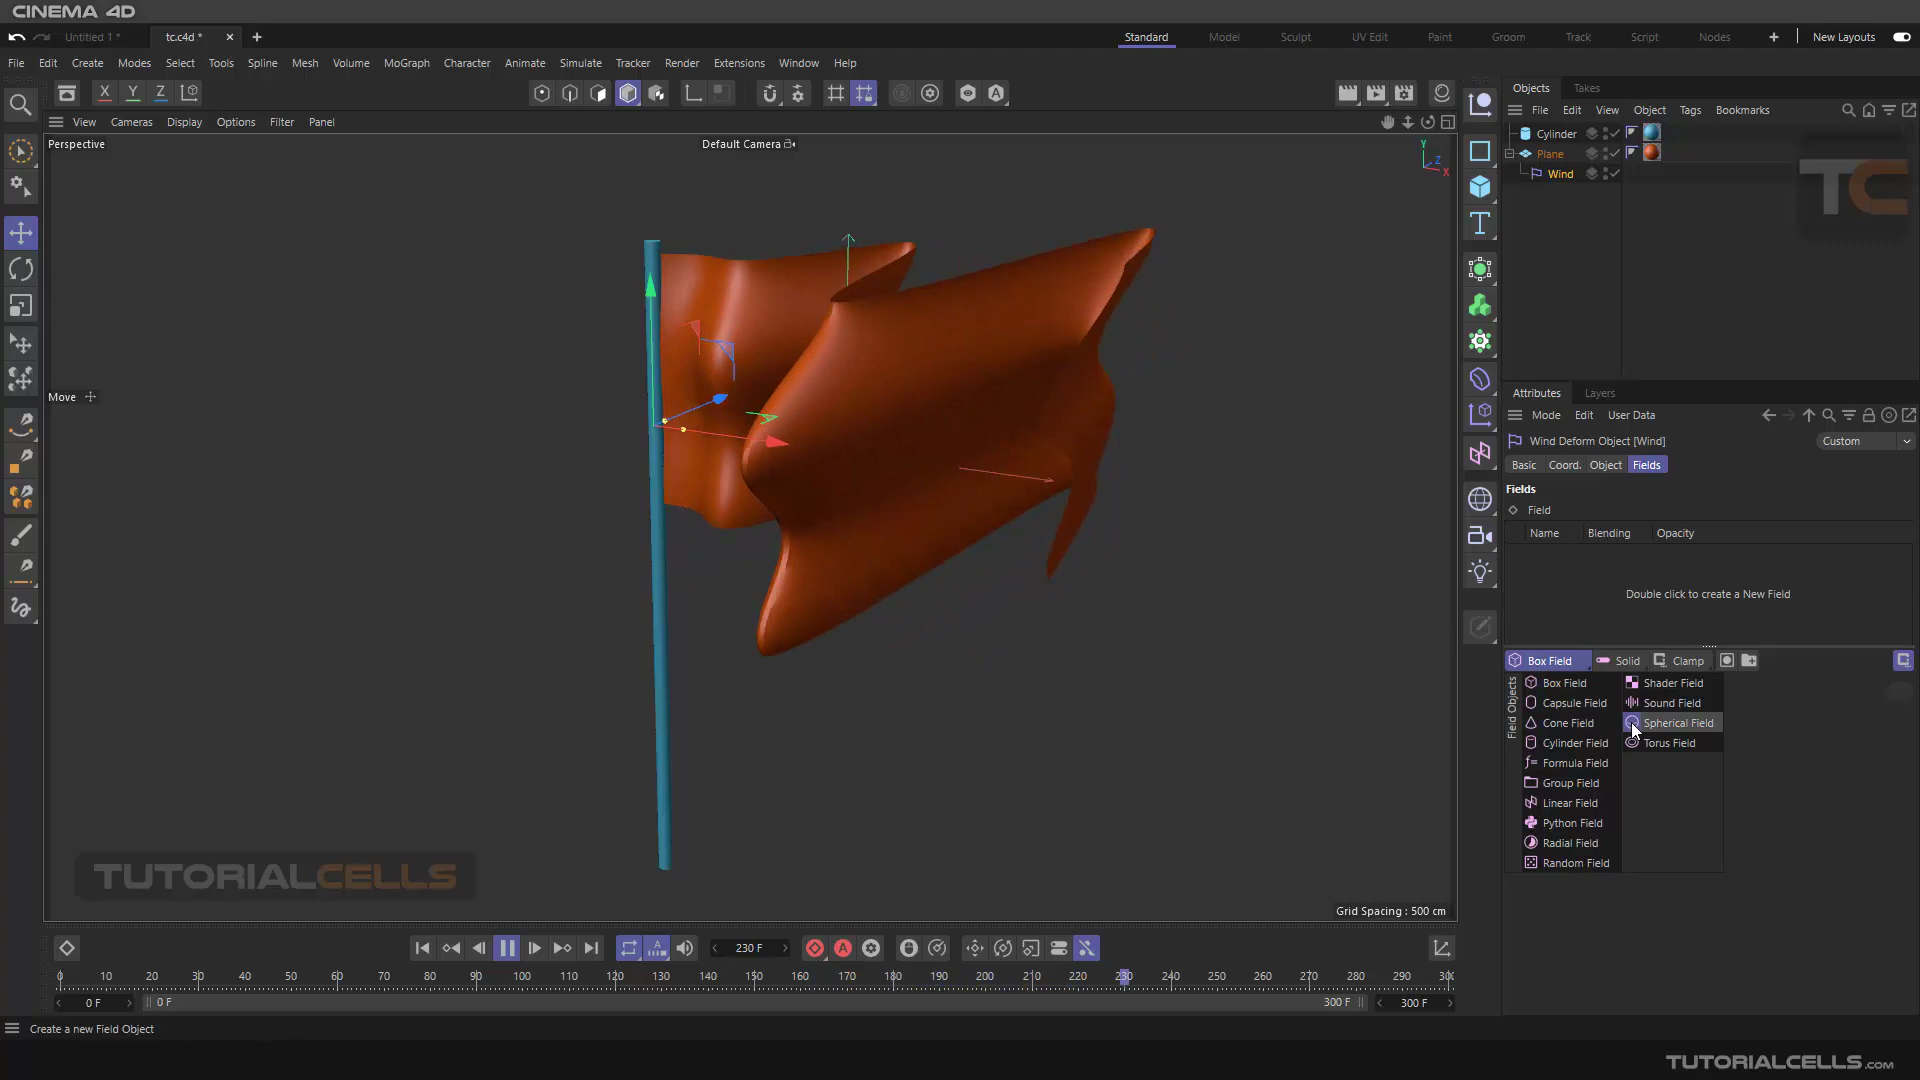 CINEMA 4D
Untitled 1 *
tc.c4d *
Standard
Model
Sculpt
UV Edit
Paint
Groom
Track
Script
Nodes
New Layouts
File
Edit
Create
Modes
Select
Tools
Spline
Mesh
Volume
MoGraph
Character
Animate
Simulate
Tracker
Render
Extensions
Window
Help
X
Y
Z
View
Cameras
Display
Options
Filter
Panel
Perspective
Default Camera
Y
Z
X
Move
TUTORIALCELLS
Grid Spacing : 500 cm
Objects
Takes
File
Edit
View
Object
Tags
Bookmarks
Cylinder
Plane
Wind
TC
Attributes
Layers
Mode
Edit
User Data
Wind Deform Object [Wind]
Custom
Basic
Coord.
Object
Fields
Fields
Field
Name
Blending
Opacity
Double click to create a New Field
Box Field
Solid
Clamp
Field Objects
Box Field
Capsule Field
Cone Field
Cylinder Field
Formula Field
Group Field
Linear Field
Python Field
Radial Field
Random Field
Shader Field
Sound Field
Spherical Field
Torus Field
230 F
0 10 20 30 40 50 60 70 80 90 100 110 120 130 140 150 160 170 180 190 200 210 220 230 240 250 260 270 280 290 30
0 F
0 F
300 F
300 F
Create a new Field Object
TUTORIALCELLS.com